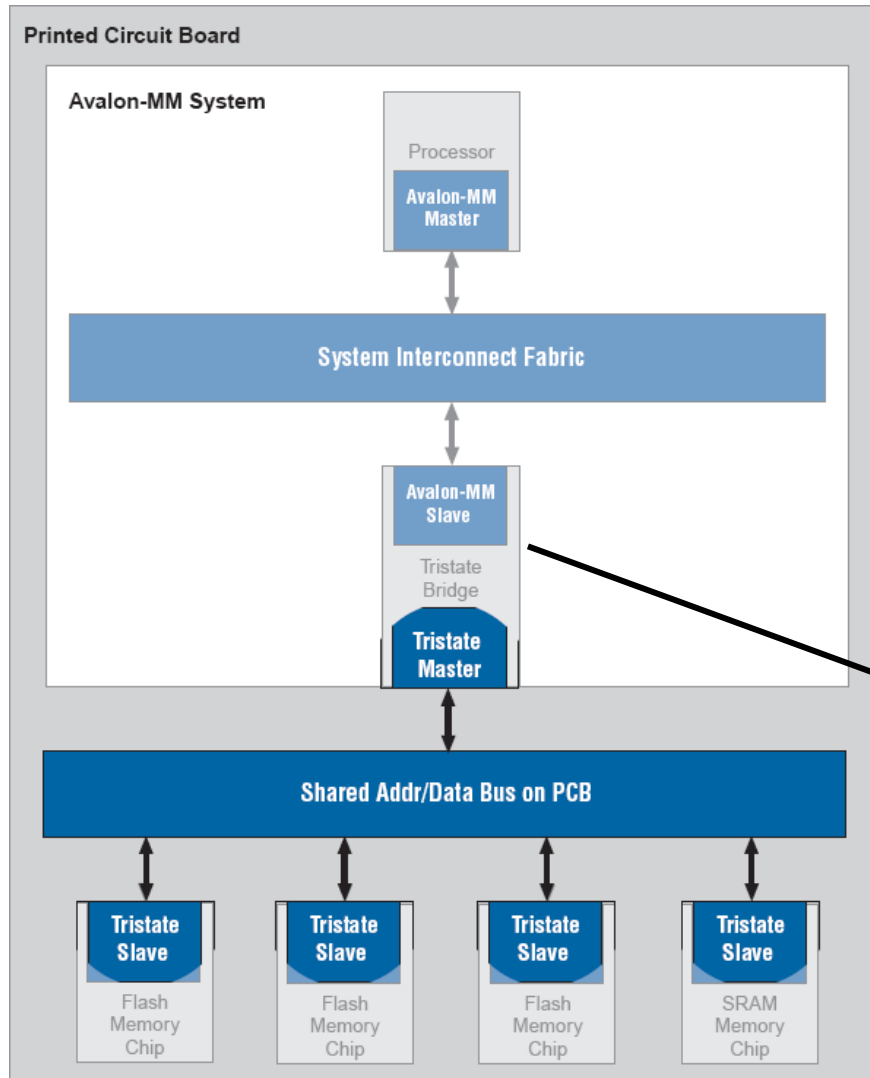 Printed Circuit Board
Avalon-MM System
Processor
Avalon-MM
Master
System Interconnect Fabric
Avalon-MM
Slave
Tristate
Bridge
Tristate
Master
Shared Addr/Data Bus on PCB
Tristate
Slave
Flash
Memory
Chip
Tristate
Slave
Flash
Memory
Chip
Tristate
Slave
Flash
Memory
Chip
Tristate
Slave
SRAM
Memory
Chip